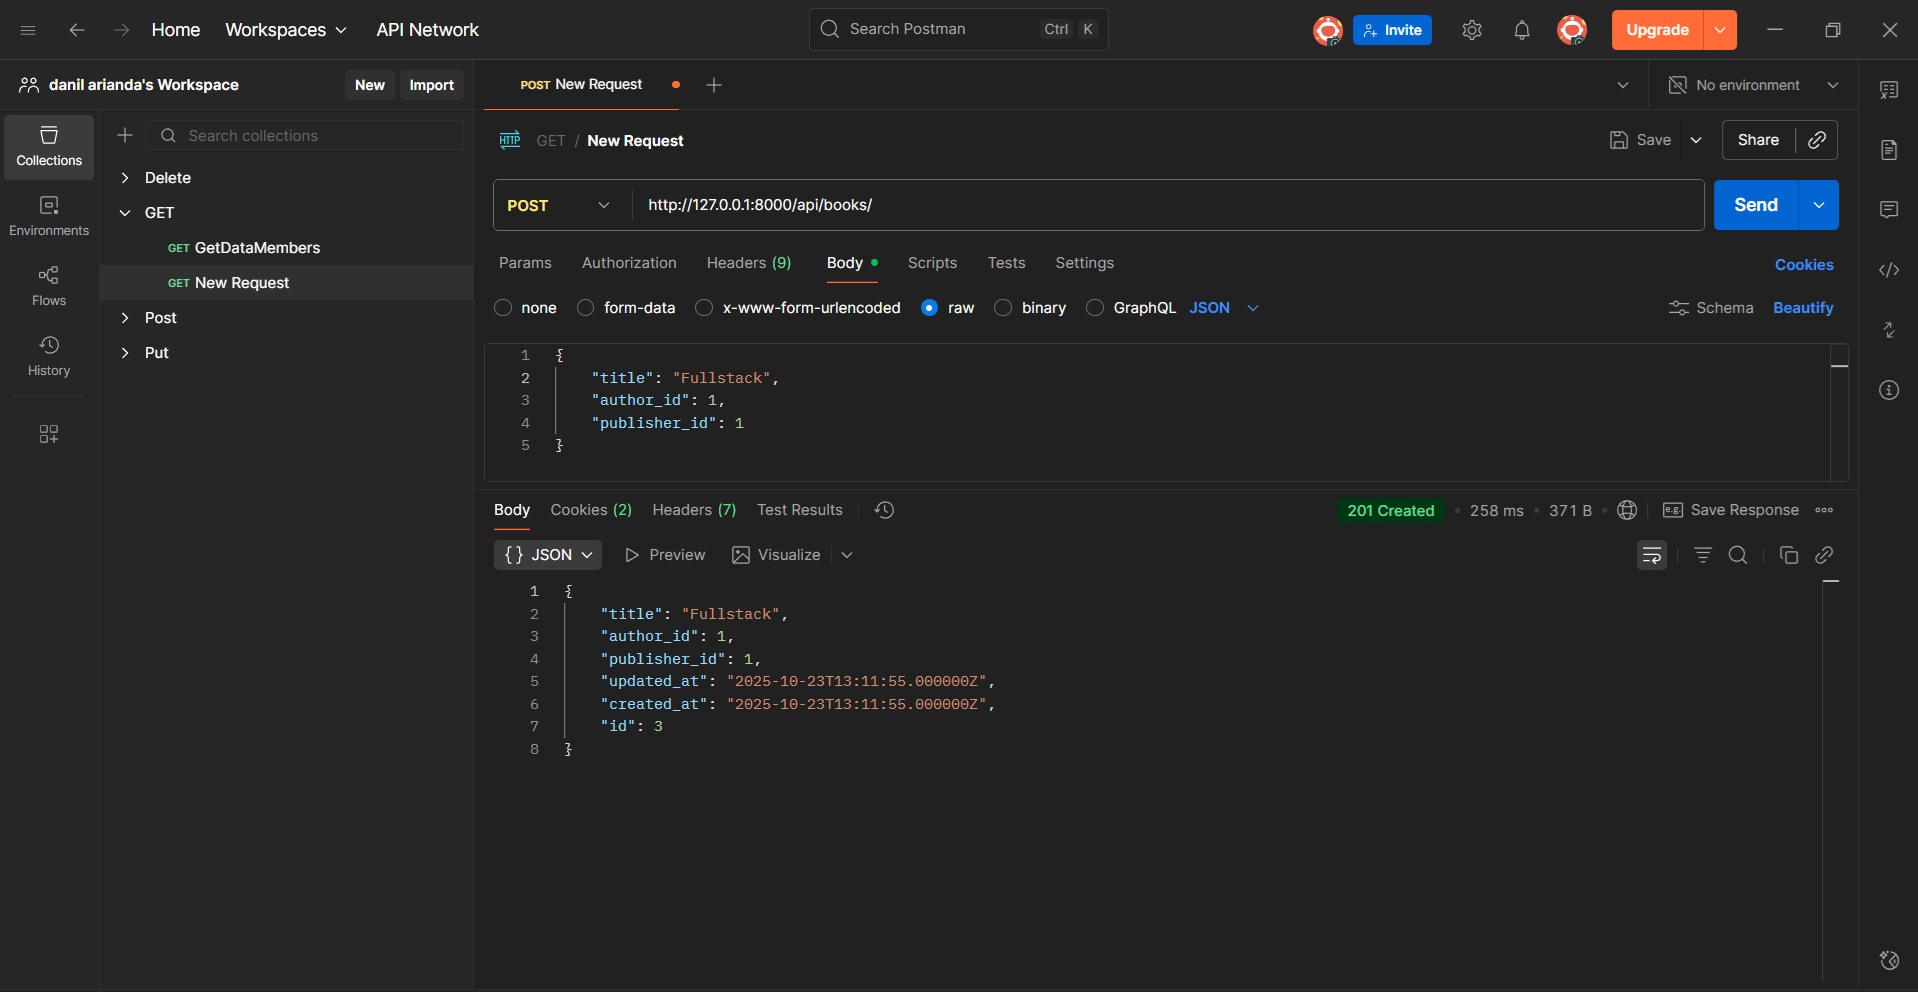 Home
Workspaces
API Network
Search Postman
Ctrl K
Invite
Upgrade
danil arianda's Workspace
New
Import
POST New Request
No environment
Collections
Environments
Flows
History
Search collections
Delete
GET
GET GetDataMembers
GET New Request
Post
Put
HTTP GET / New Request
Save
Share
POST
http://127.0.0.1:8000/api/books/
Send
Params
Authorization
Headers (9)
Body
Scripts
Tests
Settings
Cookies
none
form-data
x-www-form-urlencoded
raw
binary
GraphQL
JSON
Schema
Beautify
1 {
2 "title": "Fullstack",
3 "author_id": 1,
4 "publisher_id": 1
5 }
Body
Cookies (2)
Headers (7)
Test Results
201 Created
258 ms
371 B
e.g. Save Response
{} JSON
Preview
Visualize
1 {
2 "title": "Fullstack",
3 "author_id": 1,
4 "publisher_id": 1,
5 "updated_at": "2025-10-23T13:11:55.000000Z",
6 "created_at": "2025-10-23T13:11:55.000000Z",
7 "id": 3
8 }